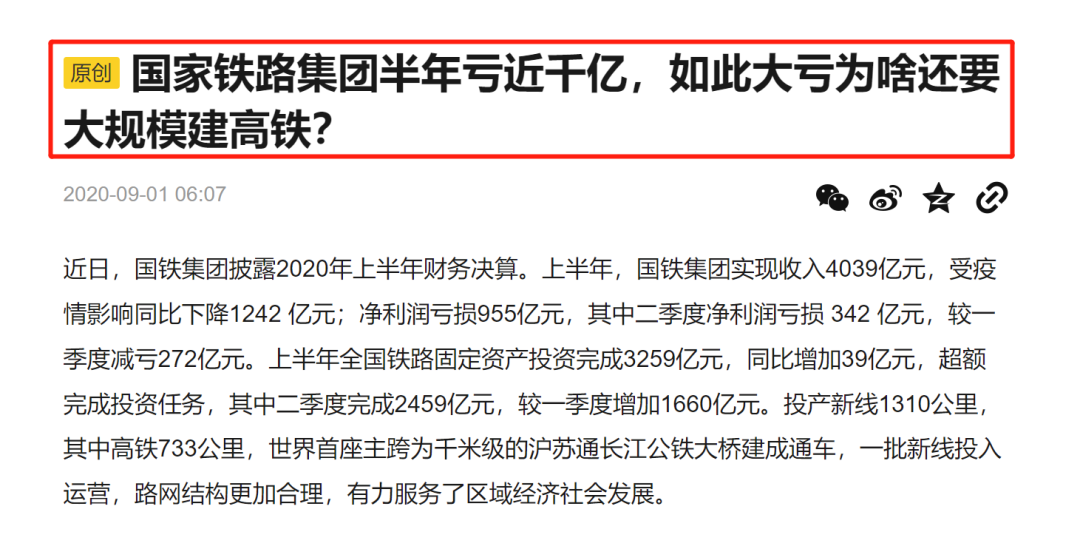 原创 国家铁路集团半年亏近千亿，如此大亏为啥还要
大规模建高铁？
2020-09-01 06:07
近日，国铁集团披露2020年上半年财务决算。上半年，国铁集团实现收入4039亿元，受疫
情影响同比下降1242 亿元；净利润亏损955亿元，其中二季度净利润亏损 342 亿元，较一
季度减亏272亿元。上半年全国铁路固定资产投资完成3259亿元，同比增加39亿元，超额
完成投资任务，其中二季度完成2459亿元，较一季度增加1660亿元。投产新线1310公里，
其中高铁733公里，世界首座主跨为千米级的沪苏通长江公铁大桥建成通车，一批新线投入
运营，路网结构更加合理，有力服务了区域经济社会发展。